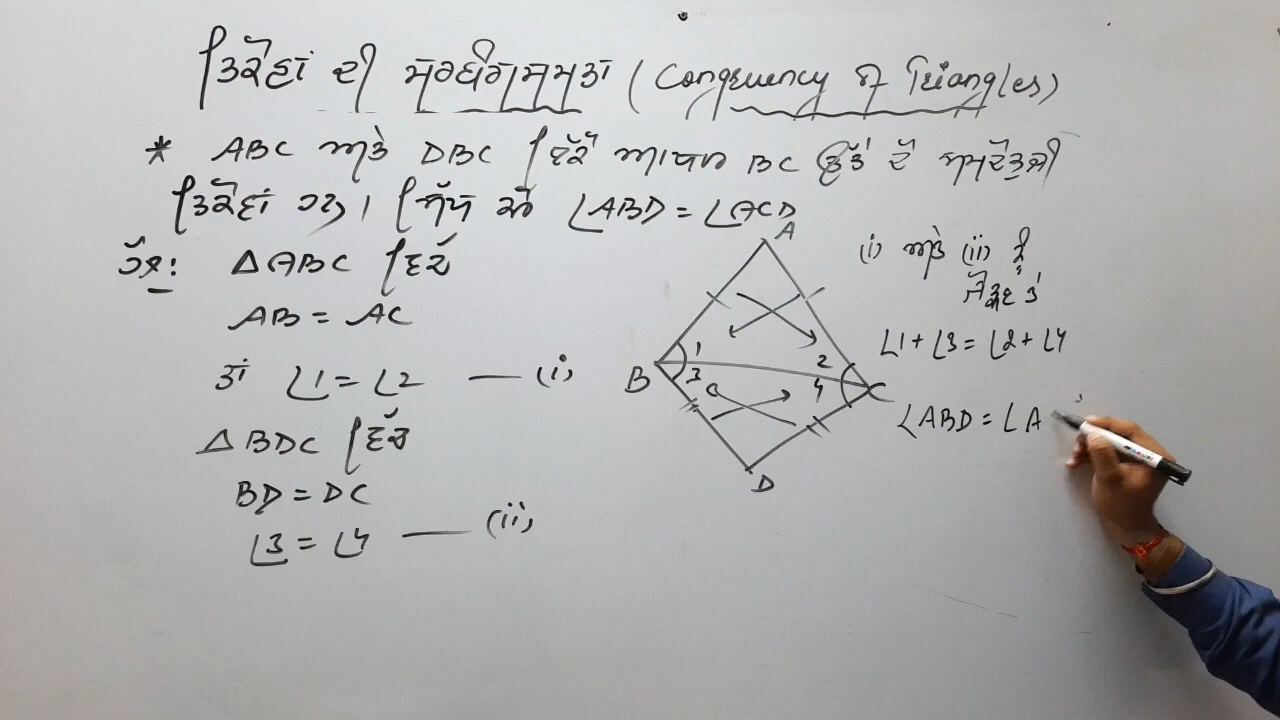 ਤਿਕੋਣਾਂ ਦੀ ਸਰਬੰਗਸਮਤਾ (Congruency of Triangles)
* ABC ਅਤੇ DBC ਇੱਕੋ ਆਧਾਰ BC ਉੱਤੇ ਦੋ ਸਮਦੋਭੁਜੀ
ਤਿਕੋਣਾਂ ਹਨ। ਸਿੱਧ ਕਰੋ ∠ABD = ∠ACD
ਹੱਲ: △ABC ਵਿੱਚ
AB = AC
ਤਾਂ ∠1 = ∠2 — (i)
△BDC ਵਿੱਚ
BD = DC
∠3 = ∠4 — (ii)
A
B 1 2
3 4 C
D
(i) ਅਤੇ (ii) ਨੂੰ
ਜੋੜਣ ਤੇ
∠1 + ∠3 = ∠2 + ∠4
∠ABD = ∠A